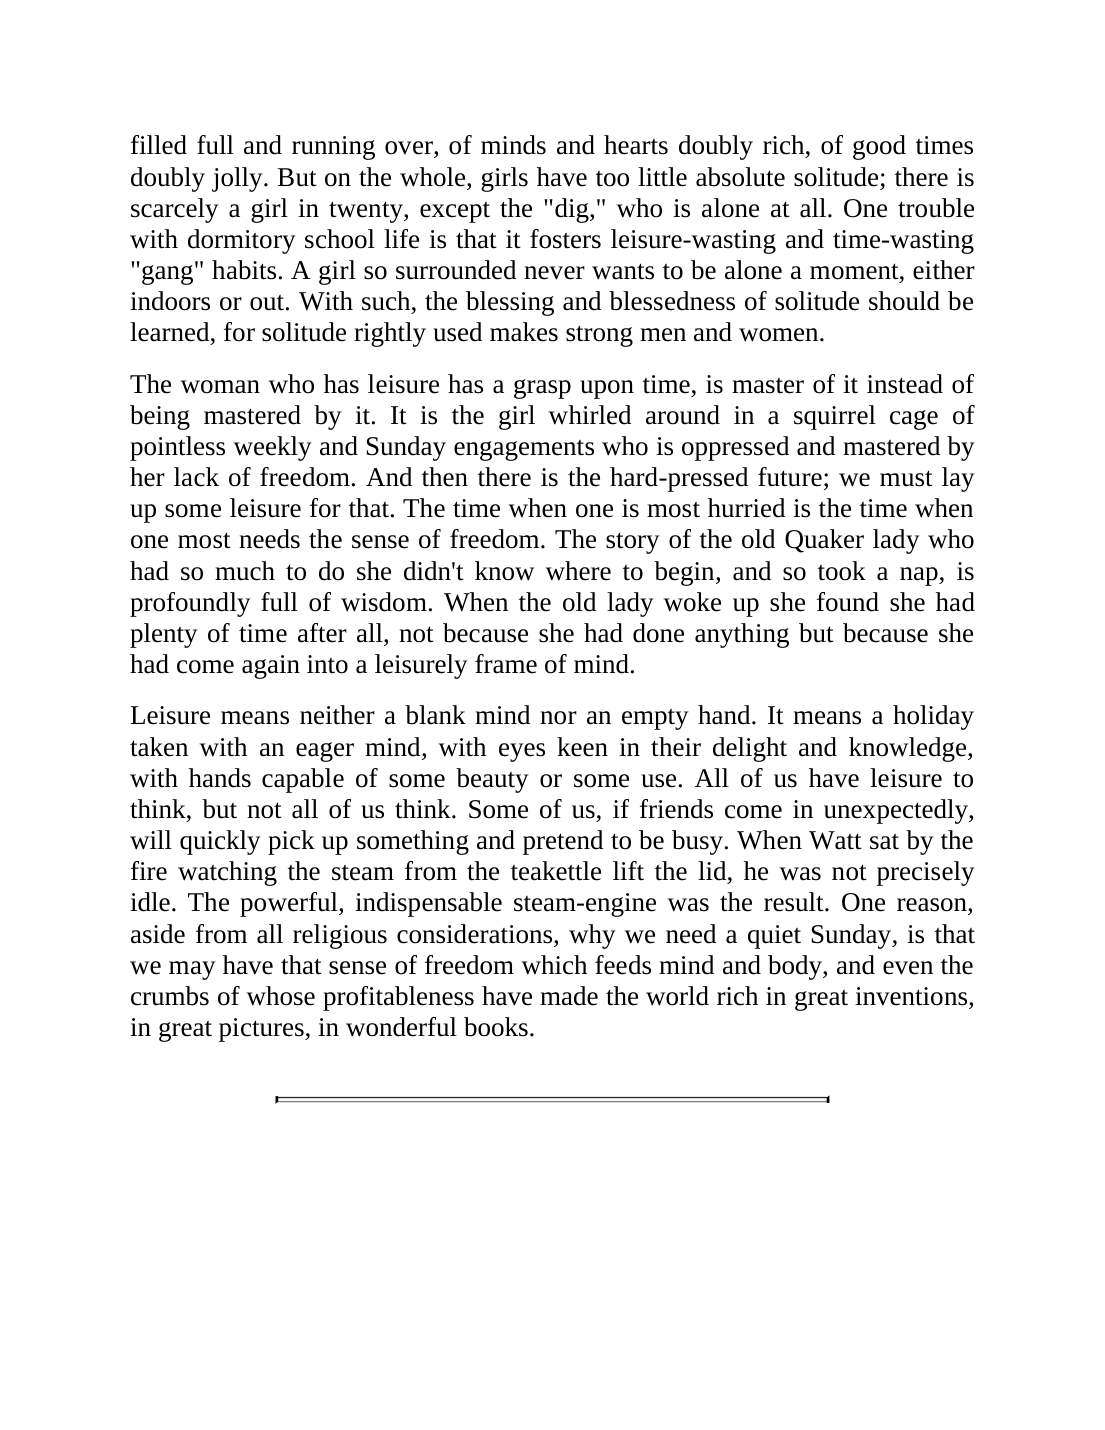 filled full and running over, of minds and hearts doubly rich, of good times
doubly jolly. But on the whole, girls have too little absolute solitude; there is
scarcely a girl in twenty, except the "dig," who is alone at all. One trouble
with dormitory school life is that it fosters leisure-wasting and time-wasting
"gang" habits. A girl so surrounded never wants to be alone a moment, either
indoors or out. With such, the blessing and blessedness of solitude should be
learned, for solitude rightly used makes strong men and women.
The woman who has leisure has a grasp upon time, is master of it instead of
being mastered by it. It is the girl whirled around in a squirrel cage of
pointless weekly and Sunday engagements who is oppressed and mastered by
her lack of freedom. And then there is the hard-pressed future; we must lay
up some leisure for that. The time when one is most hurried is the time when
one most needs the sense of freedom. The story of the old Quaker lady who
had so much to do she didn't know where to begin, and so took a nap, is
profoundly full of wisdom. When the old lady woke up she found she had
plenty of time after all, not because she had done anything but because she
had come again into a leisurely frame of mind.
Leisure means neither a blank mind nor an empty hand. It means a holiday
taken with an eager mind, with eyes keen in their delight and knowledge,
with hands capable of some beauty or some use. All of us have leisure to
think, but not all of us think. Some of us, if friends come in unexpectedly,
will quickly pick up something and pretend to be busy. When Watt sat by the
fire watching the steam from the teakettle lift the lid, he was not precisely
idle. The powerful, indispensable steam-engine was the result. One reason,
aside from all religious considerations, why we need a quiet Sunday, is that
we may have that sense of freedom which feeds mind and body, and even the
crumbs of whose profitableness have made the world rich in great inventions,
in great pictures, in wonderful books.